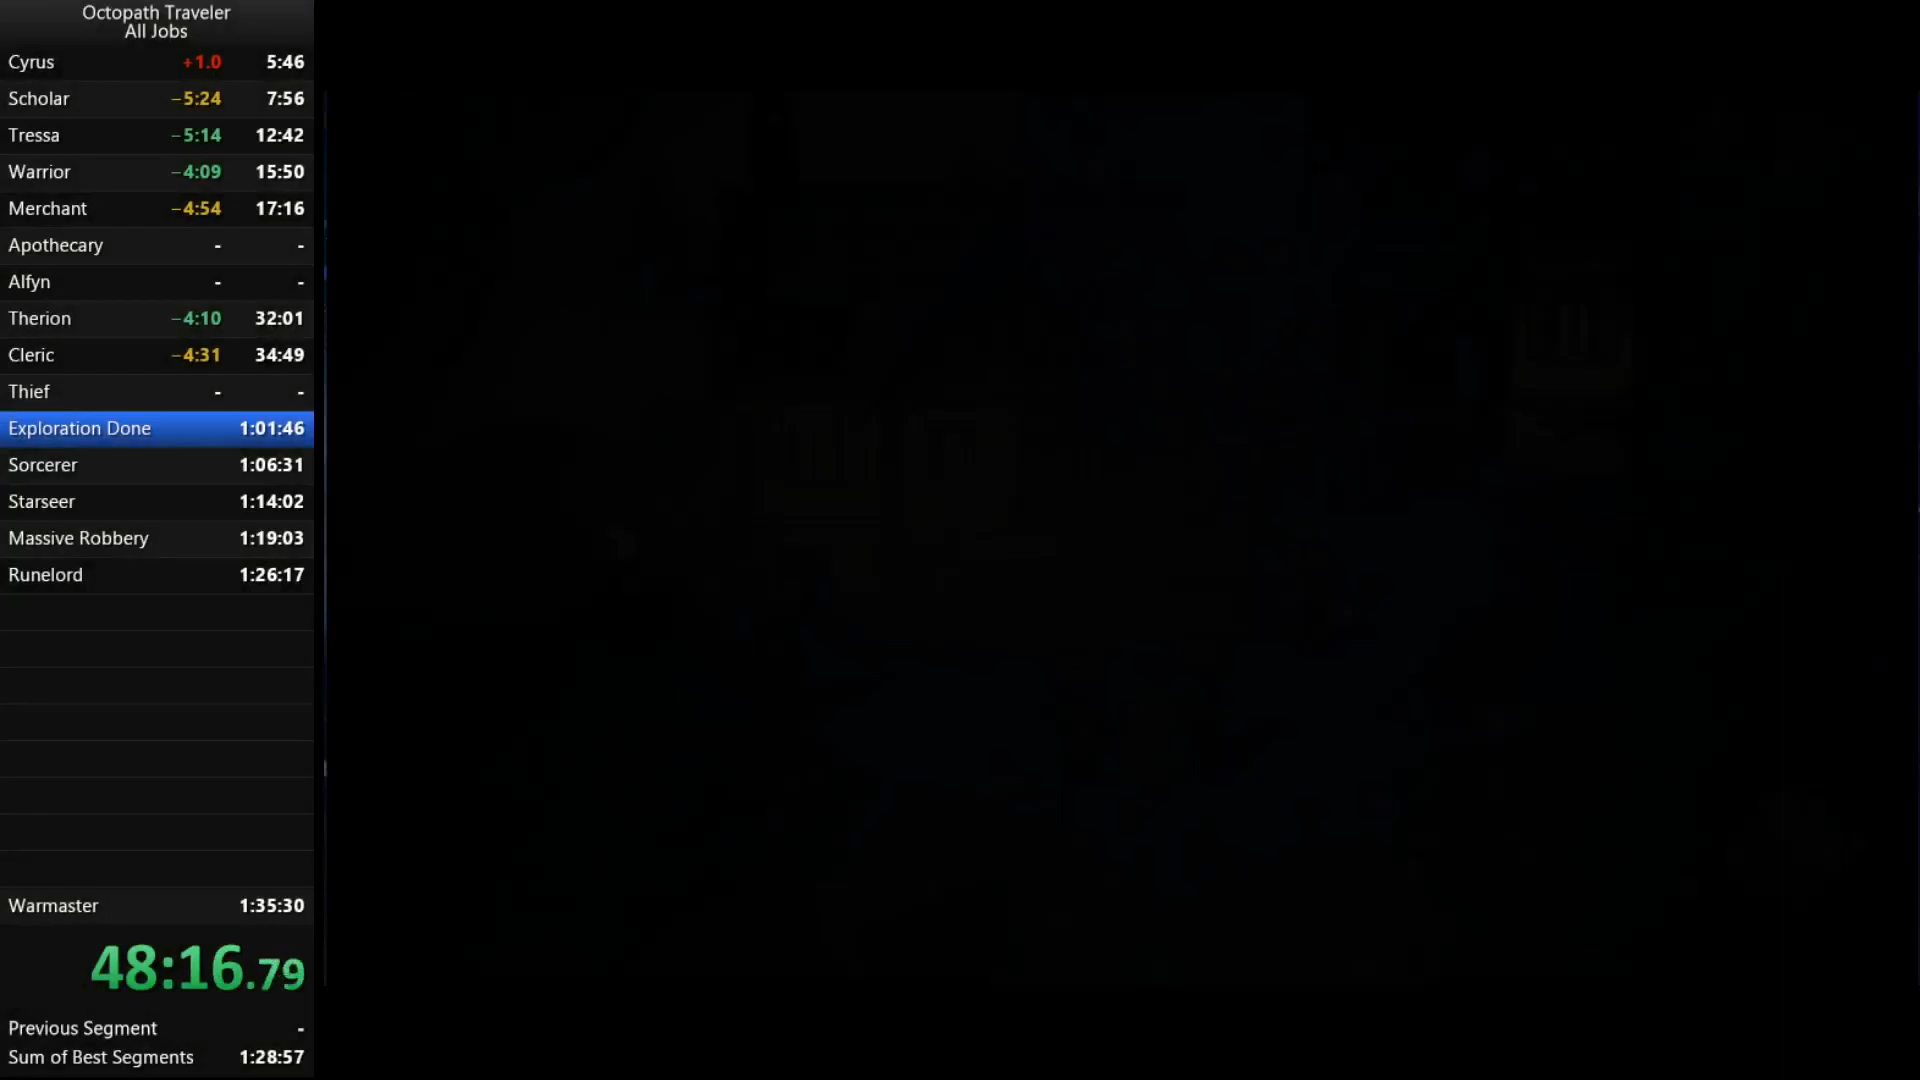 Octopath Traveler
All Jobs
Cyrus +1.0 5:46
Scholar −5:24 7:56
Tressa −5:14 12:42
Warrior −4:09 15:50
Merchant −4:54 17:16
Apothecary - -
Alfyn - -
Therion −4:10 32:01
Cleric −4:31 34:49
Thief - -
Exploration Done 1:01:46
Sorcerer 1:06:31
Starseer 1:14:02
Massive Robbery 1:19:03
Runelord 1:26:17
Warmaster 1:35:30
48:16.79
Previous Segment -
Sum of Best Segments 1:28:57